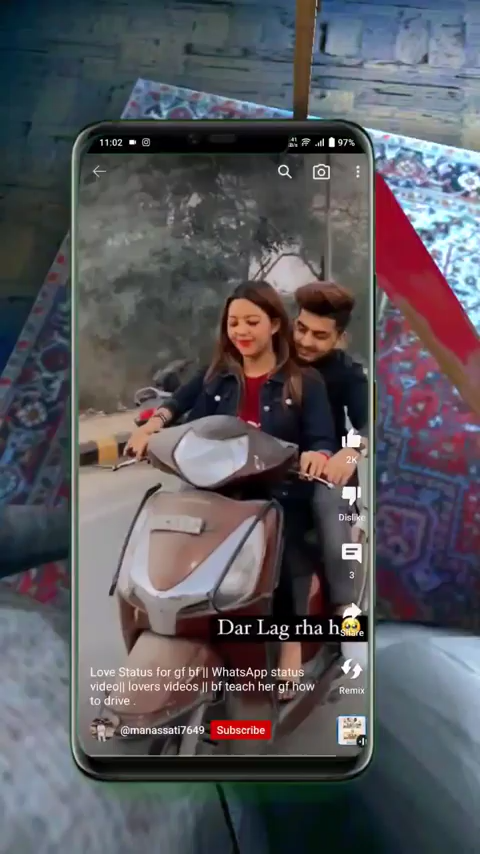 11:02
97%
2K
Dislike
3
Dar Lag rha h🥺
Share
Love Status for gf bf || WhatsApp status
video|| lovers videos || bf teach her gf how
to drive .
Remix
@manassati7649 Subscribe